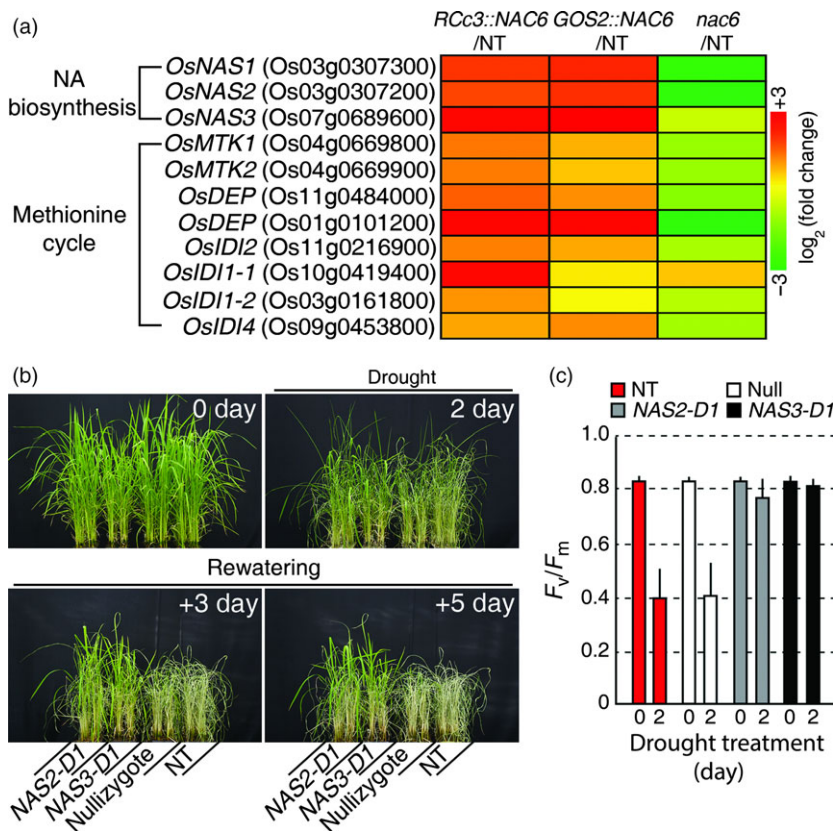 (a)
RCc3::NAC6 GOS2::NAC6 nac6
/NT /NT /NT
NA
biosynthesis
OsNAS1 (Os03g0307300)
OsNAS2 (Os03g0307200)
OsNAS3 (Os07g0689600)
Methionine
cycle
OsMTK1 (Os04g0669800)
OsMTK2 (Os04g0669900)
OsDEP (Os11g0484000)
OsDEP (Os01g0101200)
OsIDI2 (Os11g0216900)
OsIDI1-1 (Os10g0419400)
OsIDI1-2 (Os03g0161800)
OsIDI4 (Os09g0453800)
+3
−3
log2 (fold change)
(b)
Drought
0 day
2 day
Rewatering
+3 day
+5 day
NAS2-D1
NAS3-D1
Nullizygote
NT
NAS2-D1
NAS3-D1
Nullizygote
NT
(c)
NT Null
NAS2-D1 NAS3-D1
Fv/Fm
1.0
0.8
0.6
0.4
0.2
0
0 2 0 2 0 2 0 2
Drought treatment
(day)